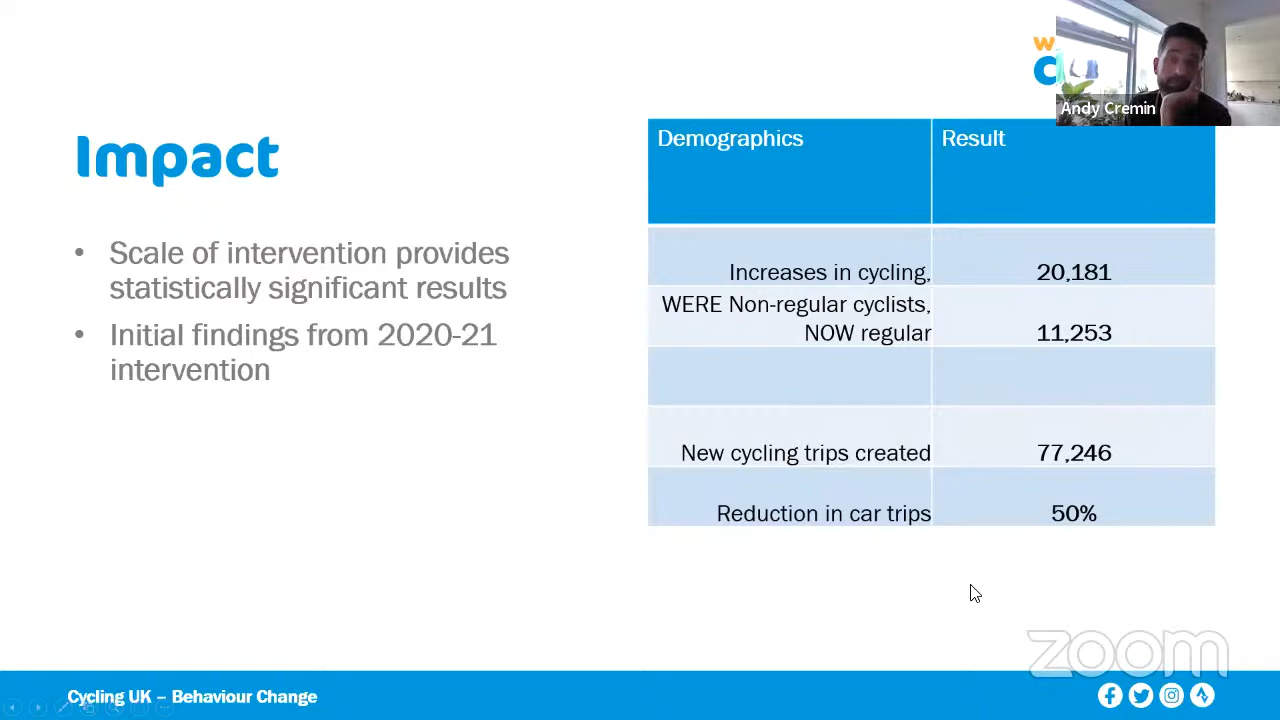 W
C
Andy Cremin
Impact
• Scale of intervention provides
statistically significant results
• Initial findings from 2020-21
intervention
Demographics Result
Increases in cycling, 20,181
WERE Non-regular cyclists,
NOW regular 11,253
New cycling trips created 77,246
Reduction in car trips 50%
zoom
Cycling UK – Behaviour Change